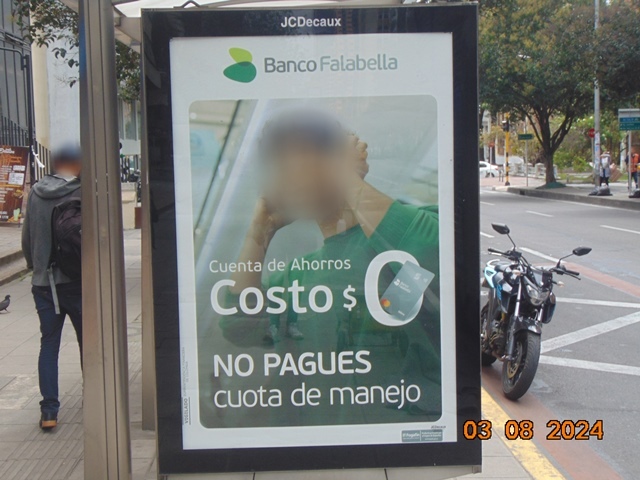 JCDecaux
Banco Falabella
Cuenta de Ahorros
Costo $ 0
NO PAGUES
cuota de manejo
03 08 2024